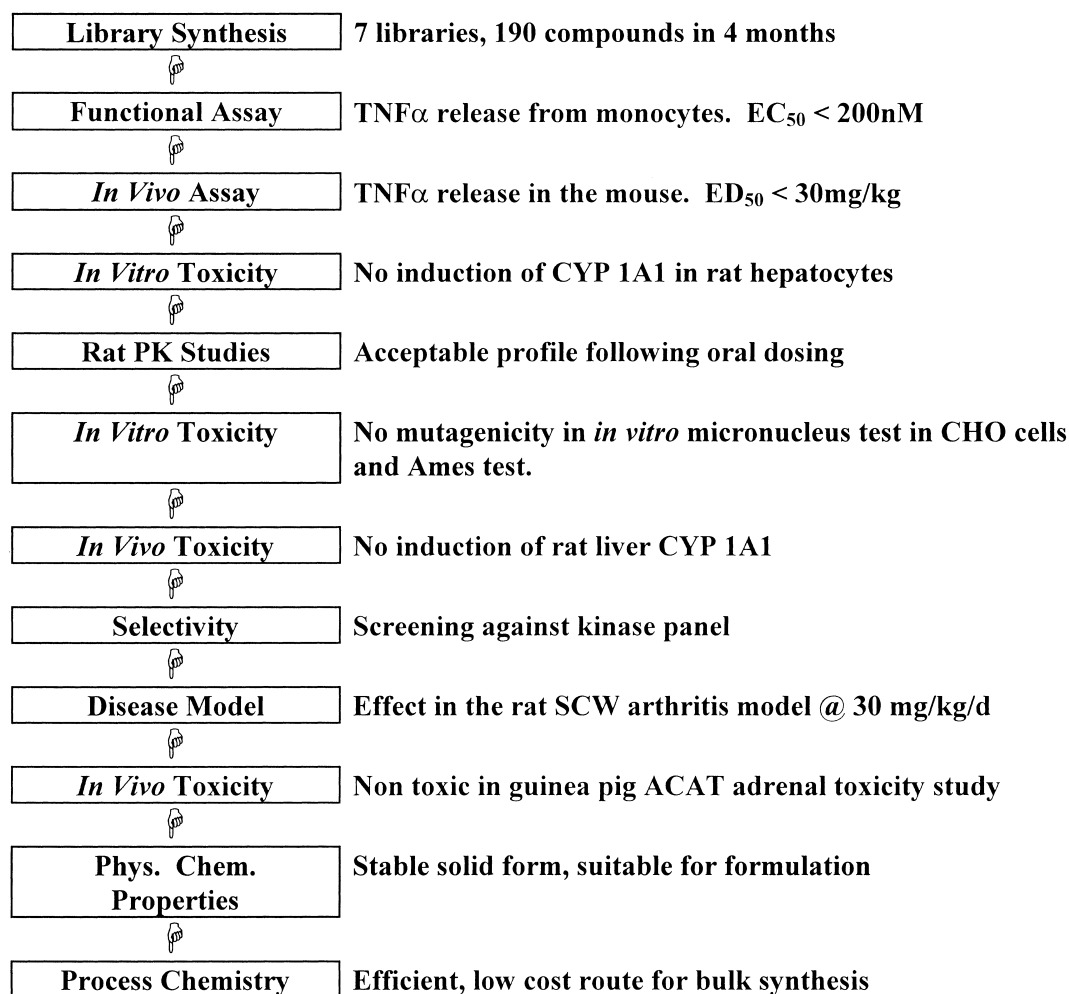 Library Synthesis 7 libraries, 190 compounds in 4 months
Functional Assay TNFα release from monocytes. EC50 < 200nM
In Vivo Assay TNFα release in the mouse. ED50 < 30mg/kg
In Vitro Toxicity No induction of CYP 1A1 in rat hepatocytes
Rat PK Studies Acceptable profile following oral dosing
In Vitro Toxicity No mutagenicity in in vitro micronucleus test in CHO cells
and Ames test.
In Vivo Toxicity No induction of rat liver CYP 1A1
Selectivity Screening against kinase panel
Disease Model Effect in the rat SCW arthritis model @ 30 mg/kg/d
In Vivo Toxicity Non toxic in guinea pig ACAT adrenal toxicity study
Phys. Chem. Stable solid form, suitable for formulation
Properties
Process Chemistry Efficient, low cost route for bulk synthesis